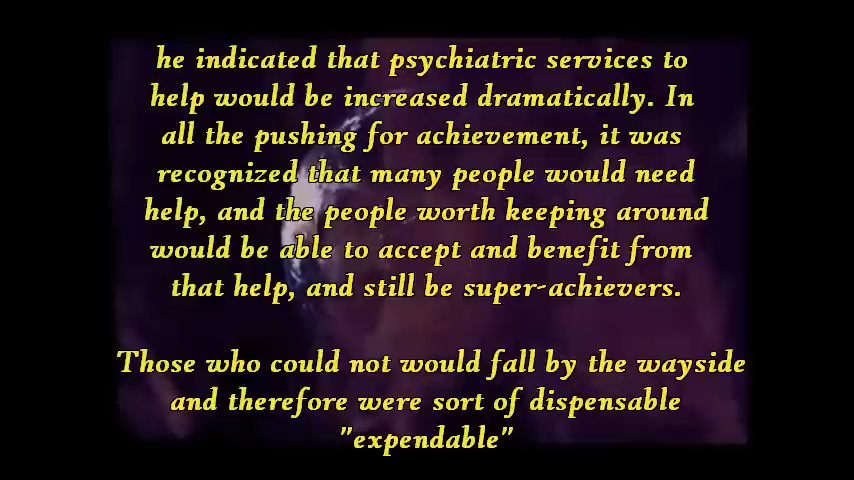 he indicated that psychiatric services to
help would be increased dramatically. In
all the pushing for achievement, it was
recognized that many people would need
help, and the people worth keeping around
would be able to accept and benefit from
that help, and still be super-achievers.
Those who could not would fall by the wayside
and therefore were sort of dispensable
"expendable"